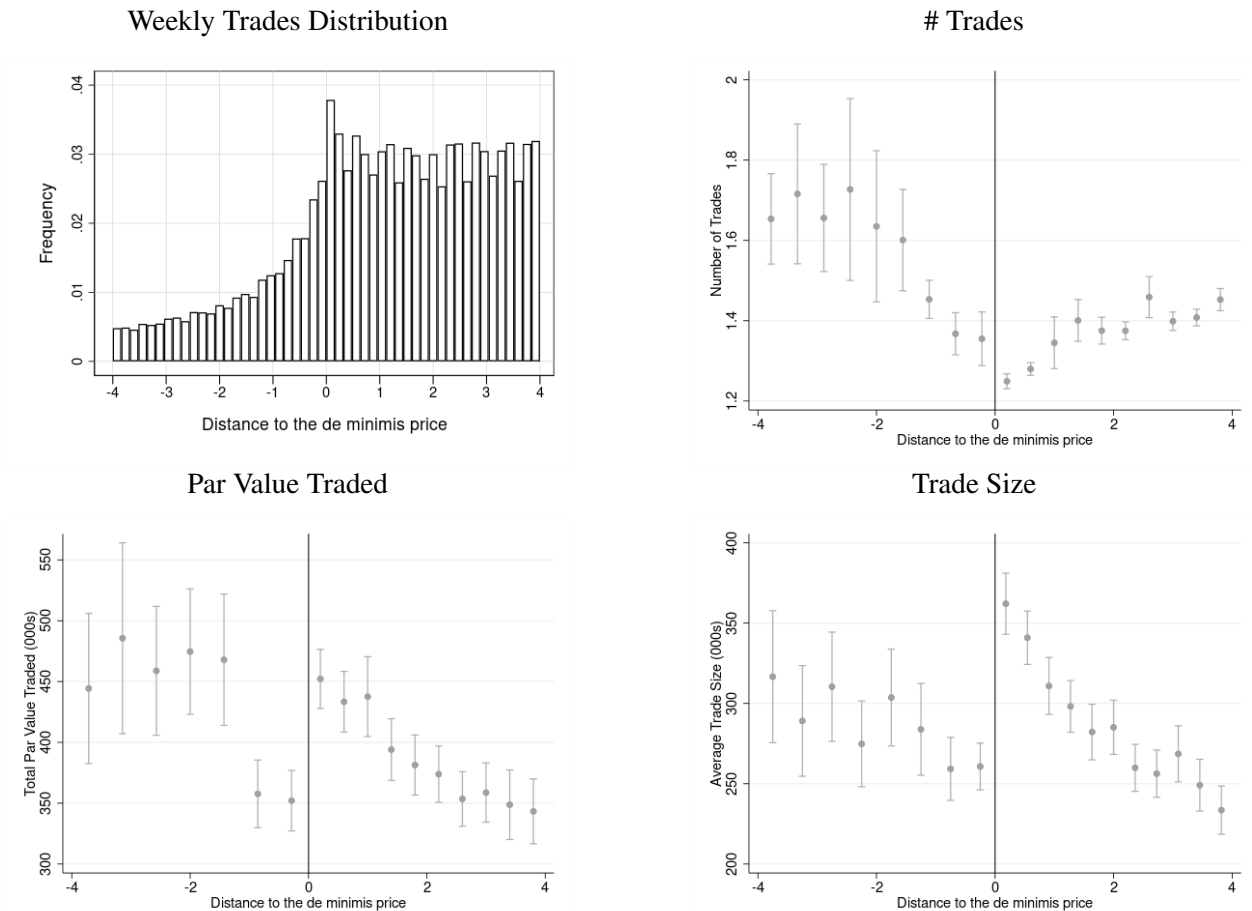 Weekly Trades Distribution
# Trades
.04
.03
.02
.01
0
Frequency
-4 -3 -2 -1 0 1 2 3 4
Distance to the de minimis price
2
1.8
1.6
1.4
1.2
Number of Trades
-4 -2 0 2 4
Distance to the de minimis price
Par Value Traded
Trade Size
550
500
450
400
350
300
Total Par Value Traded (000s)
-4 -2 0 2 4
Distance to the de minimis price
400
350
300
250
200
Average Trade Size (000s)
-4 -2 0 2 4
Distance to the de minimis price